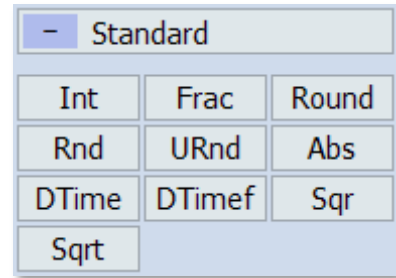 – Standard
Int Frac Round
Rnd URnd Abs
DTime DTimef Sqr
Sqrt